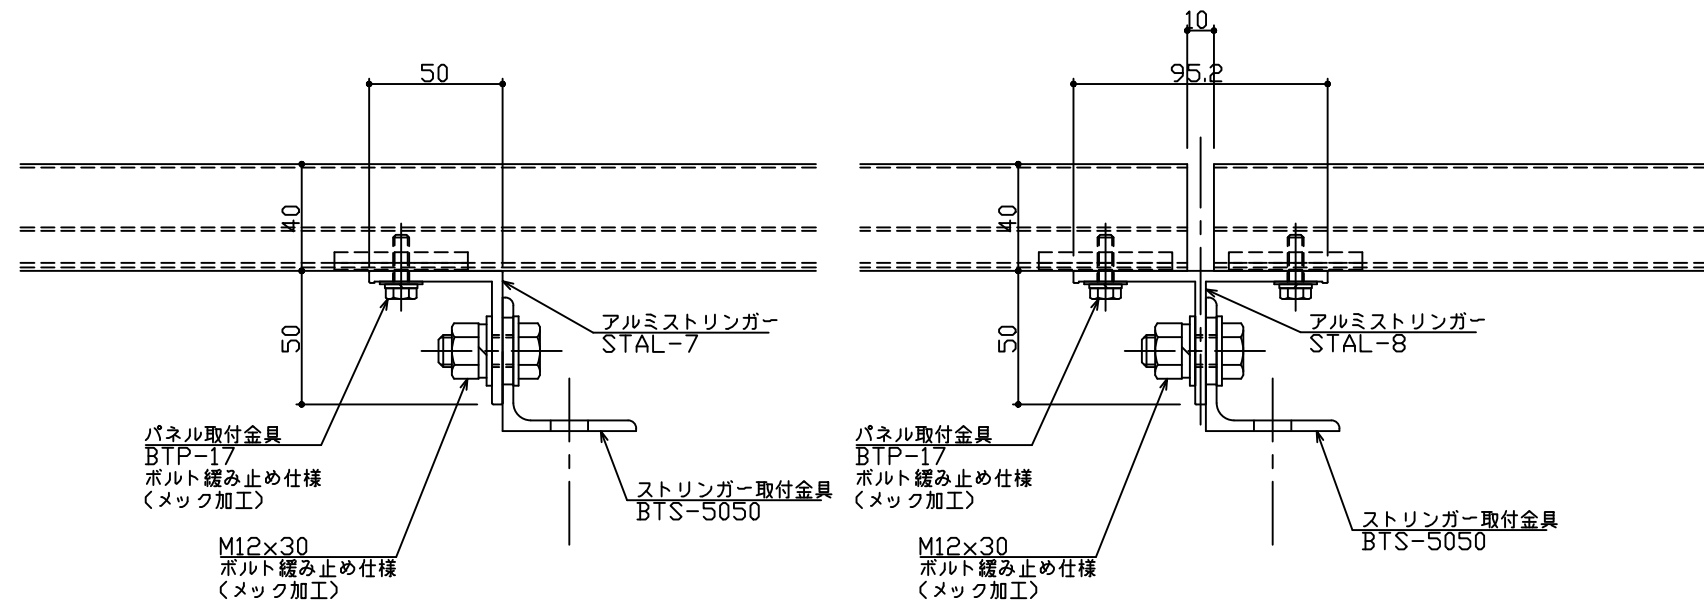 50
40
50
アルミストリンガー
STAL-7
パネル取付金具
BTP-17
ボルト緩み止め仕様
(メック加工)
ストリンガー取付金具
BTS-5050
M12x30
ボルト緩み止め仕様
(メック加工)
10
95.2
40
50
アルミストリンガー
STAL-8
パネル取付金具
BTP-17
ボルト緩み止め仕様
(メック加工)
ストリンガー取付金具
BTS-5050
M12x30
ボルト緩み止め仕様
(メック加工)